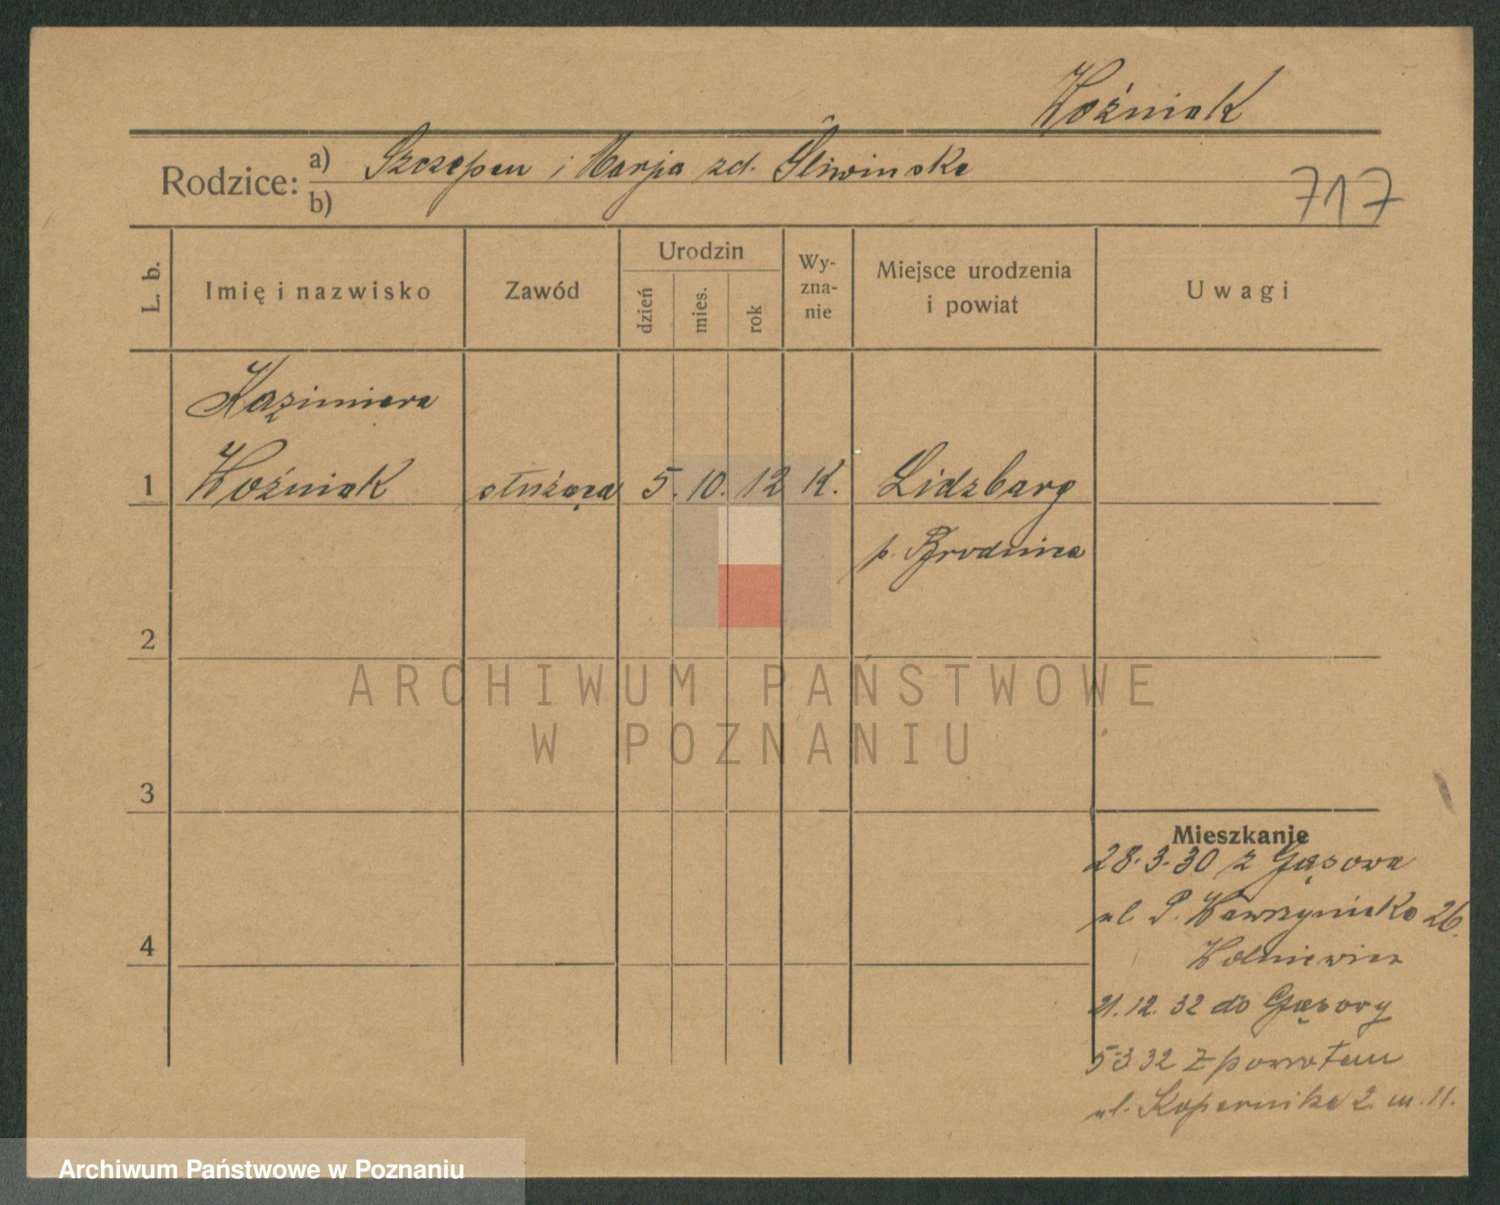 Woźniak
Rodzice: a) Szczepan i Marja zd. Śliwińska
b)
717
L. b.
Imię i nazwisko
Zawód
Urodzin
dzień
mies.
rok
Wy-
zna-
nie
Miejsce urodzenia
i powiat
Uwagi
Kazimiera
1 Woźniak służąca 5. 10. 12 K. Lidzbarg
p. Brodnica
2
ARCHIWUM PAŃSTWOWE
W POZNANIU
3
Mieszkanie
28.3.30 z Gąsowa
ul. P. Wawrzyniaka 26.
4
21.12.32 do Gąsory
5 3 32 z powrotem
ul. Kopernika 2. m. 11.
Archiwum Państwowe w Poznaniu